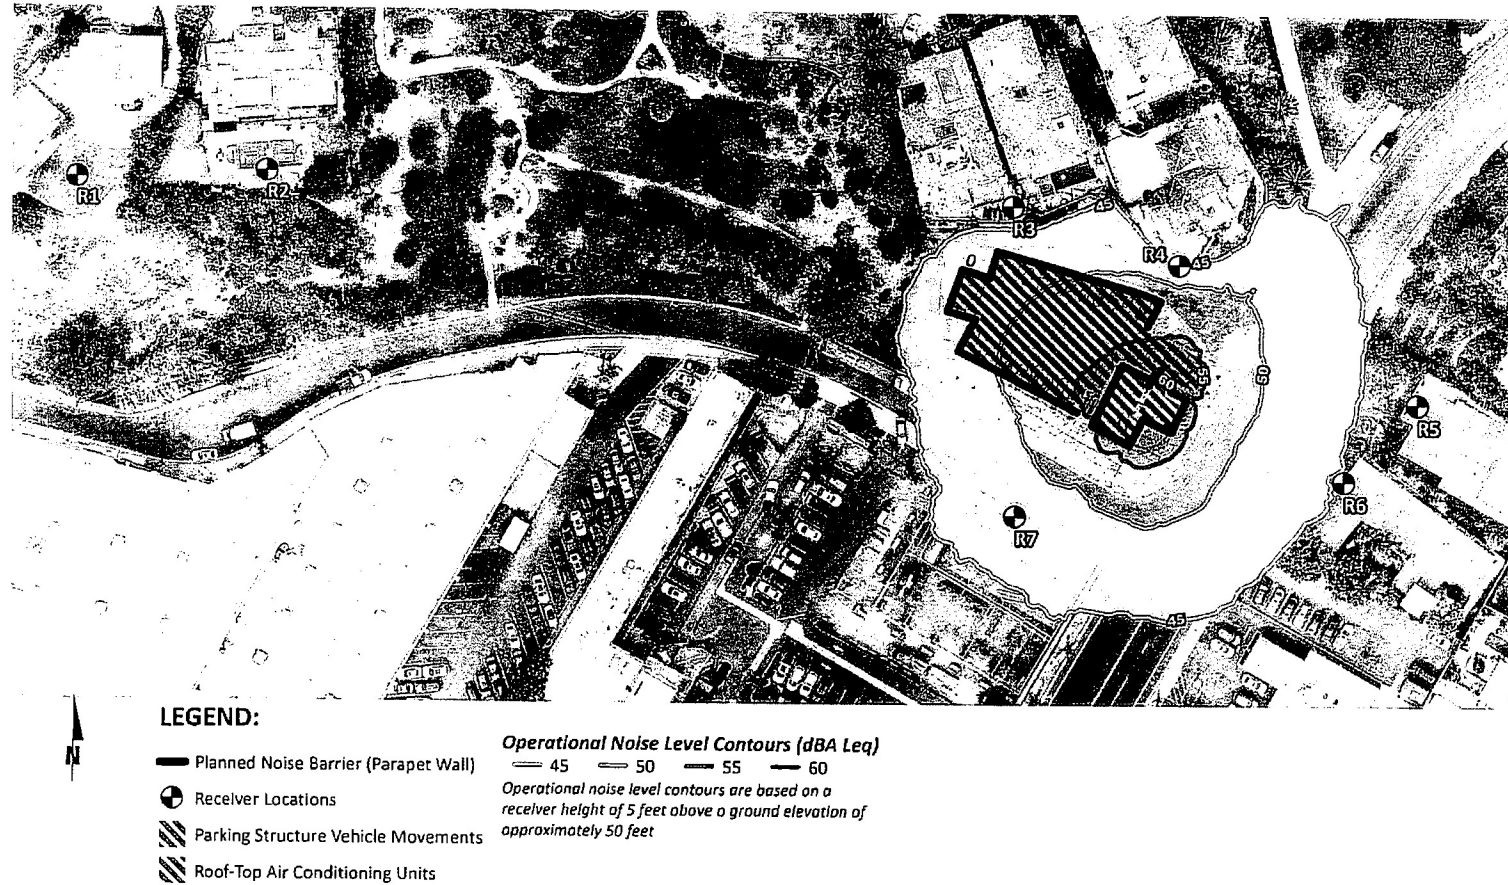 R1
R2
R3
45
R4
45
0
60
55
60
R5
R6
R7
45
N
LEGEND:
Planned Noise Barrier (Parapet Wall)
Receiver Locations
Parking Structure Vehicle Movements
Roof-Top Air Conditioning Units
Operational Noise Level Contours (dBA Leq)
45 50 55 60
Operational noise level contours are based on a
receiver height of 5 feet above a ground elevation of
approximately 50 feet